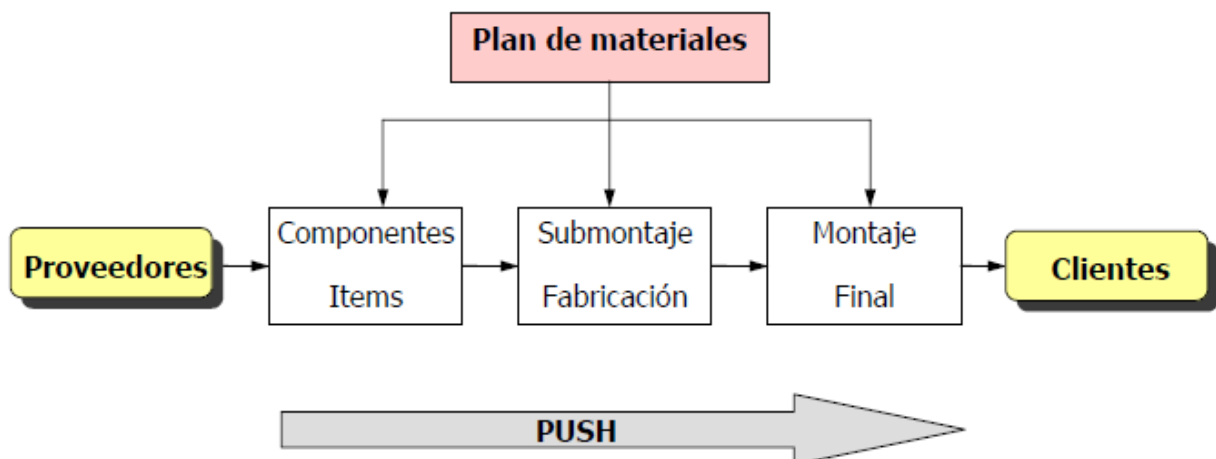 Plan de materiales
Proveedores
Componentes
Items
Submontaje
Fabricación
Montaje
Final
Clientes
PUSH